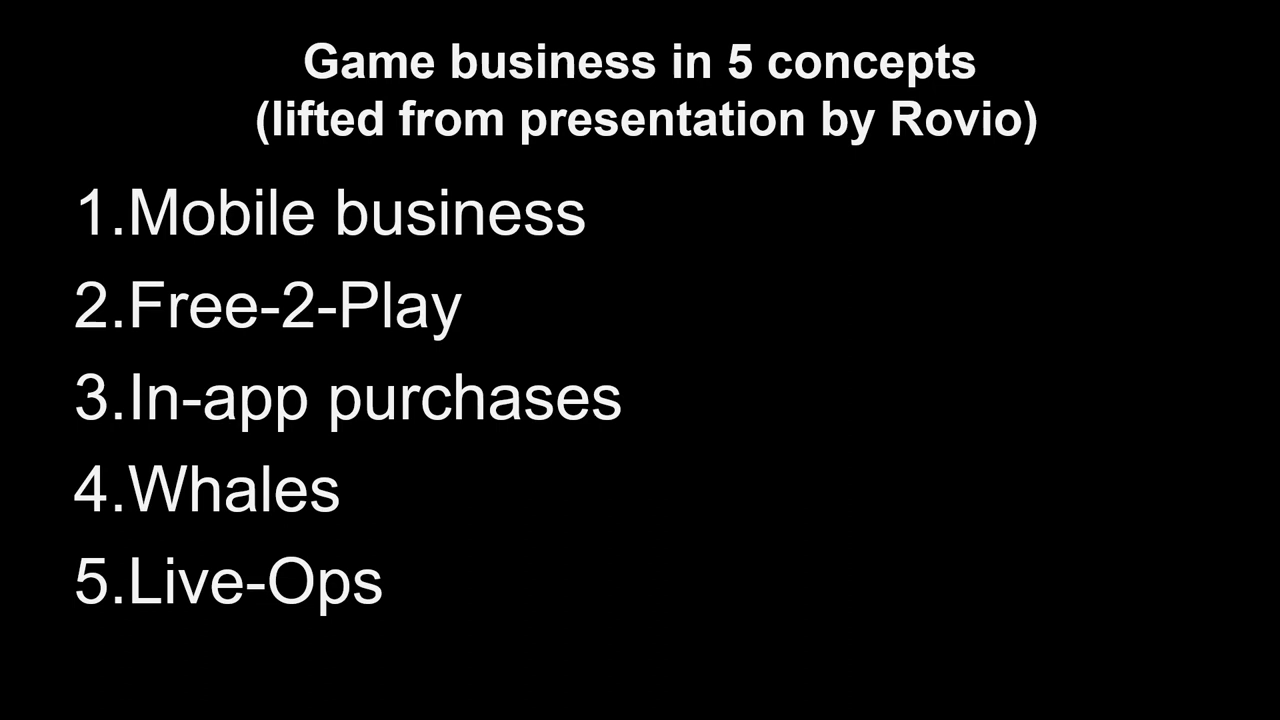 Game business in 5 concepts
(lifted from presentation by Rovio)
1.Mobile business
2.Free-2-Play
3.In-app purchases
4.Whales
5.Live-Ops